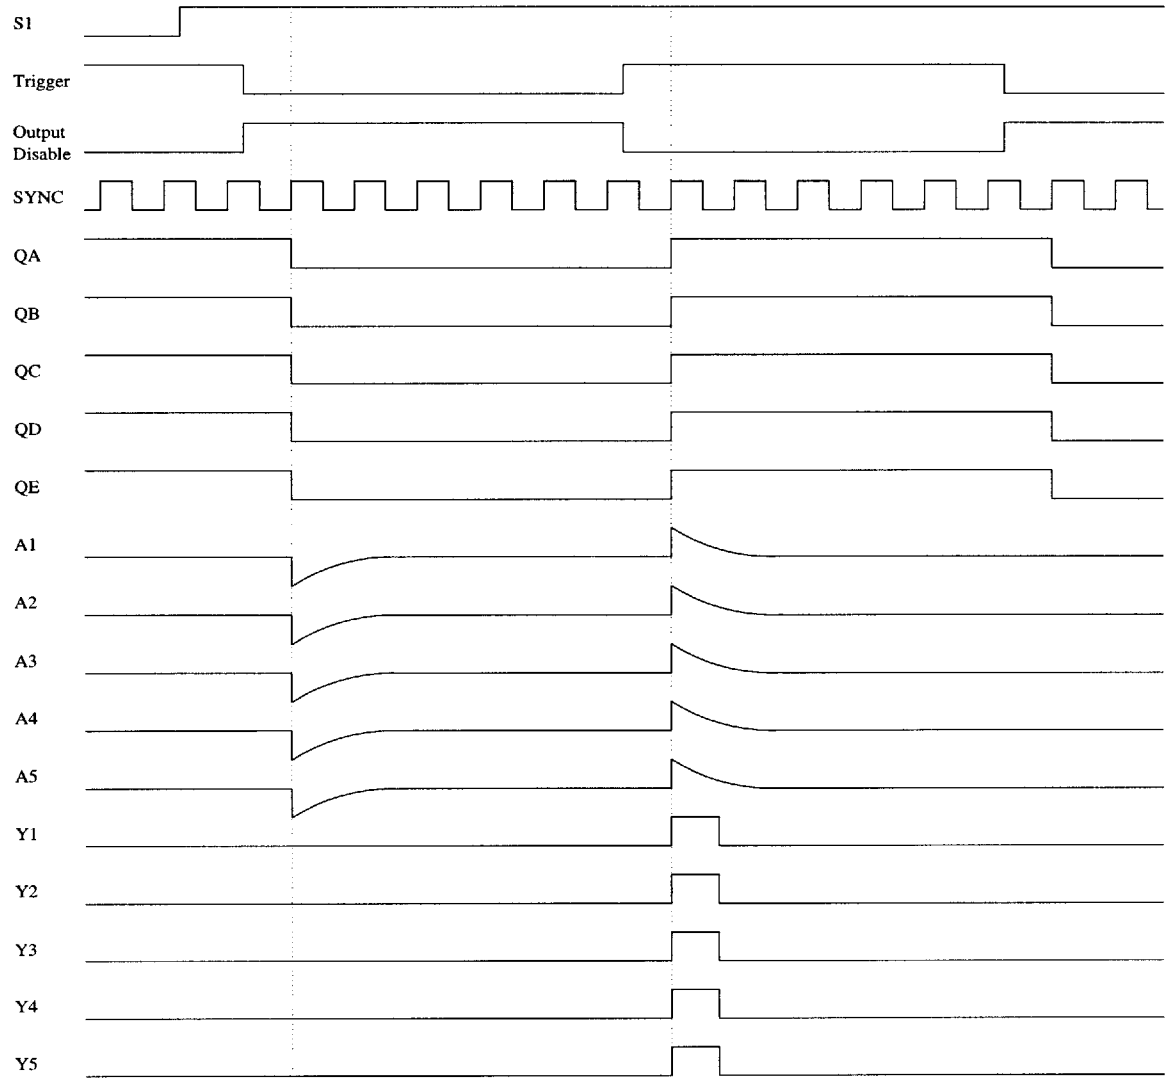 S1
Trigger
Output
Disable
SYNC
QA
QB
QC
QD
QE
A1
A2
A3
A4
A5
Y1
Y2
Y3
Y4
Y5